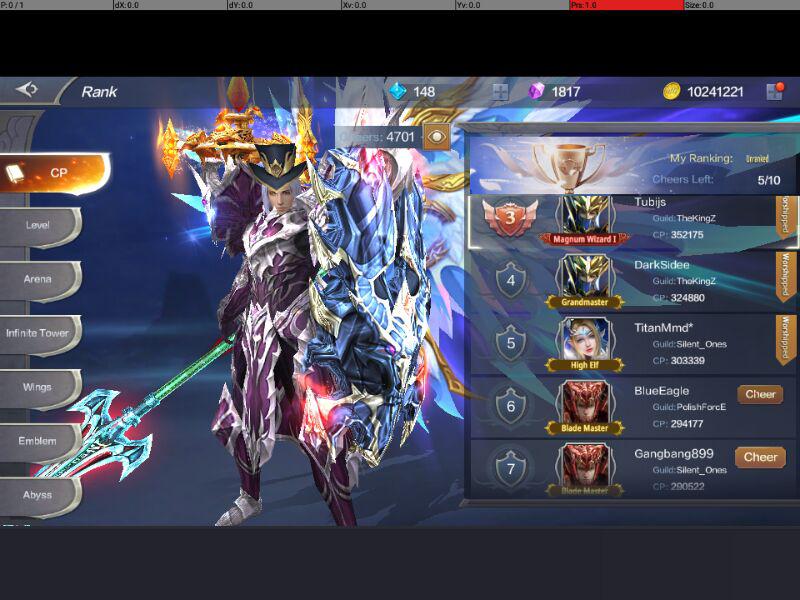 P: 0 / 1 dX: 0.0 dY: 0.0 Xv: 0.0 Yv: 0.0 Prs: 1.0 Size: 0.0
Rank 148 1817 10241221
Cheers: 4701
My Ranking: Unranked
Cheers Left: 5/10
CP
Level
Arena
Infinite Tower
Wings
Emblem
Abyss
3
Magnum Wizard I
Tubijs
Guild:TheKingZ
CP: 352175
Worshipped
4
Grandmaster
DarkSidee
Guild:TheKingZ
CP: 324880
Worshipped
5
High Elf
TitanMmd*
Guild:Silent_Ones
CP: 303339
Worshipped
6
Blade Master
BlueEagle
Guild:PolishForcE
CP: 294177
Cheer
7
Blade Master
Gangbang899
Guild:Silent_Ones
CP: 290522
Cheer